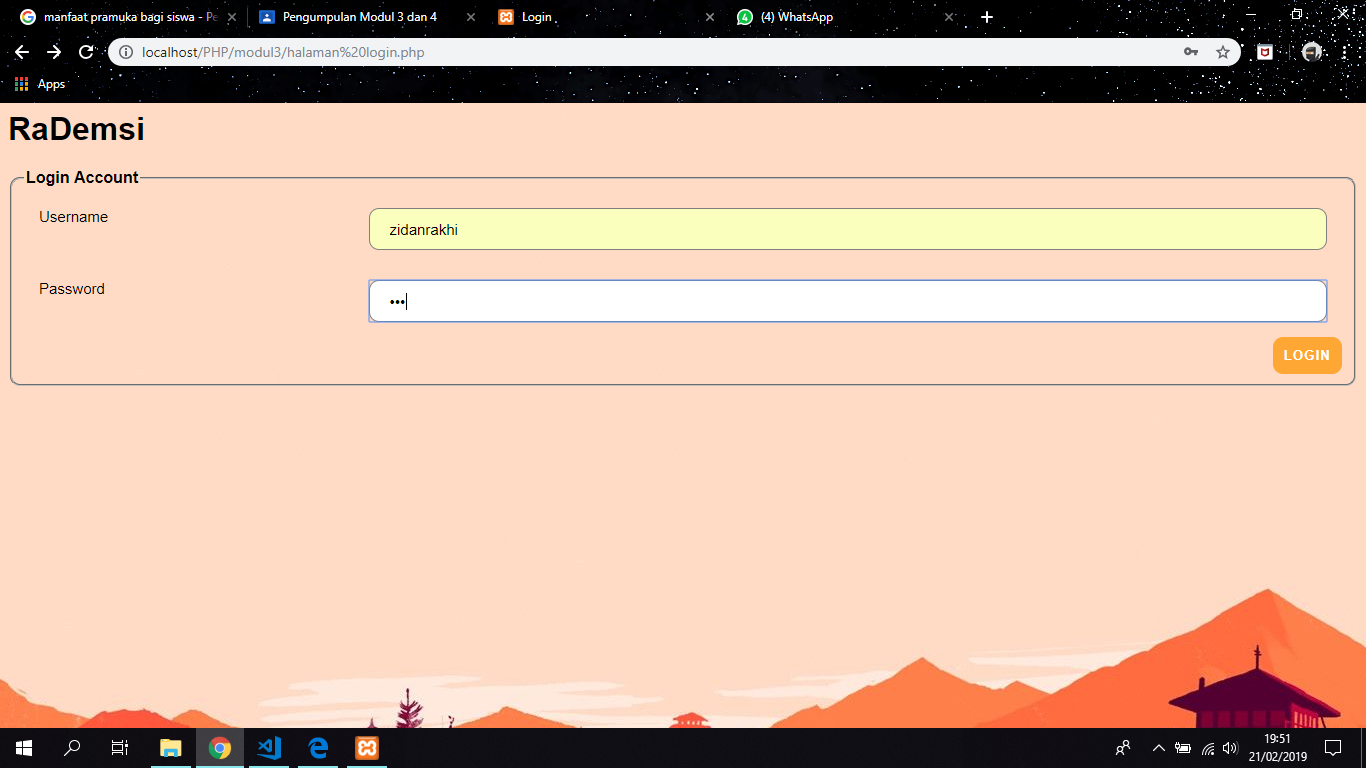 manfaat pramuka bagi siswa - Pe
Pengumpulan Modul 3 dan 4
Login
(4) WhatsApp
localhost/PHP/modul3/halaman%20login.php
Apps
RaDemsi
Login Account
Username
zidanrakhi
Password
•••
LOGIN
19:51
21/02/2019